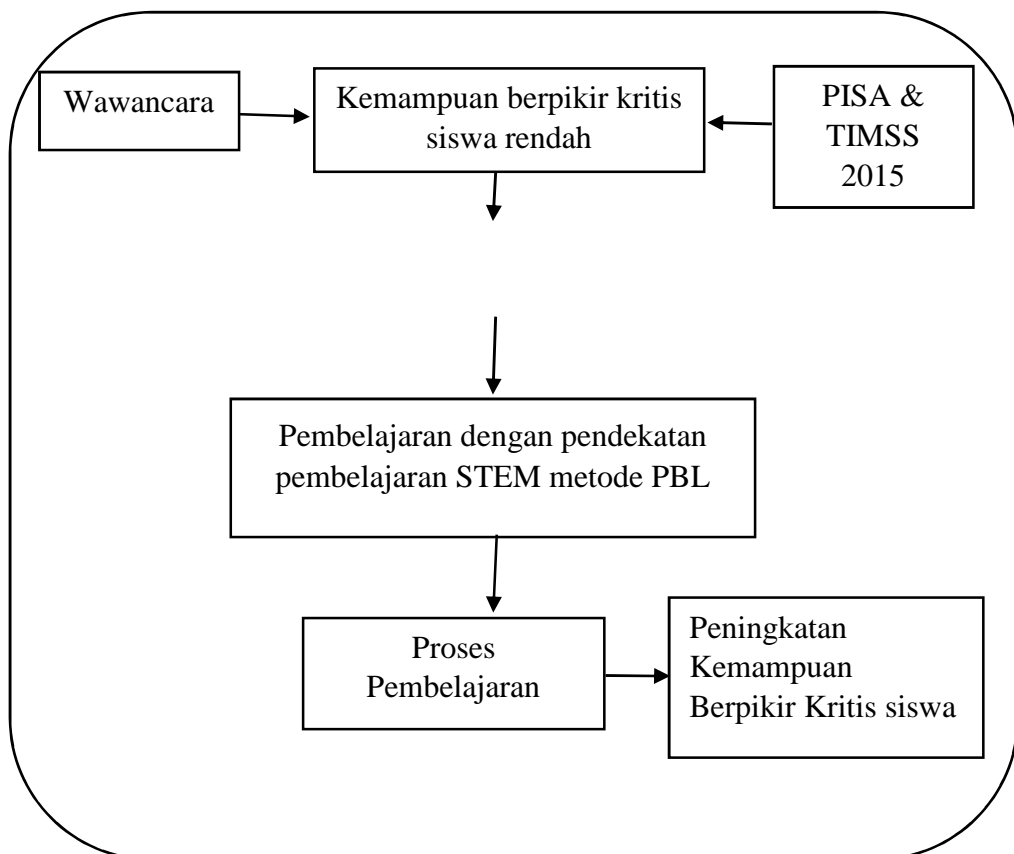 Wawancara
Kemampuan berpikir kritis
siswa rendah
PISA &
TIMSS
2015
Pembelajaran dengan pendekatan
pembelajaran STEM metode PBL
Proses
Pembelajaran
Peningkatan
Kemampuan
Berpikir Kritis siswa